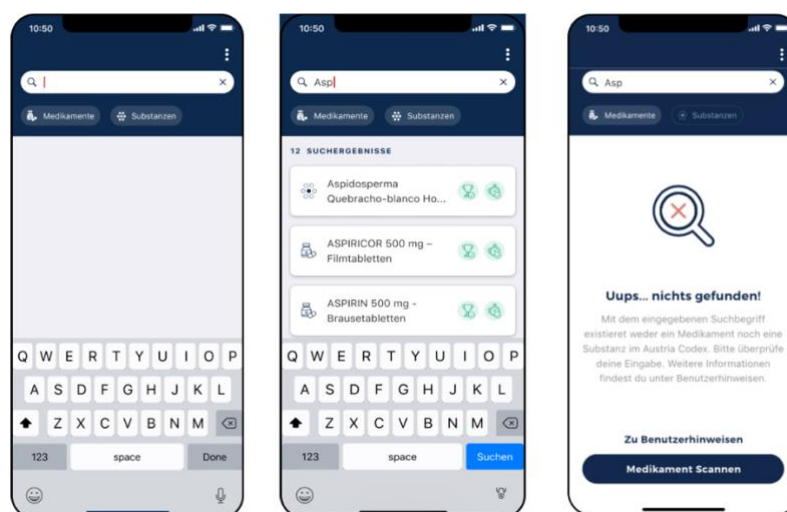 10:50
Medikamente Substanzen
Q W E R T Y U I O P
A S D F G H J K L
Z X C V B N M
123 space Done
10:50
Asp
Medikamente Substanzen
12 SUCHERGEBNISSE
Aspidosperma
Quebracho-blanco Ho...
ASPIRICOR 500 mg –
Filmtabletten
ASPIRIN 500 mg -
Brausetabletten
Q W E R T Y U I O P
A S D F G H J K L
Z X C V B N M
123 space Suchen
10:50
Asp
Medikamente Substanzen
Uups... nichts gefunden!
Mit dem eingegebenen Suchbegriff
existieret weder ein Medikament noch eine
Substanz im Austria Codex. Bitte überprüfe
deine Eingabe. Weitere Informationen
findest du unter Benutzerhinweisen.
Zu Benutzerhinweisen
Medikament Scannen